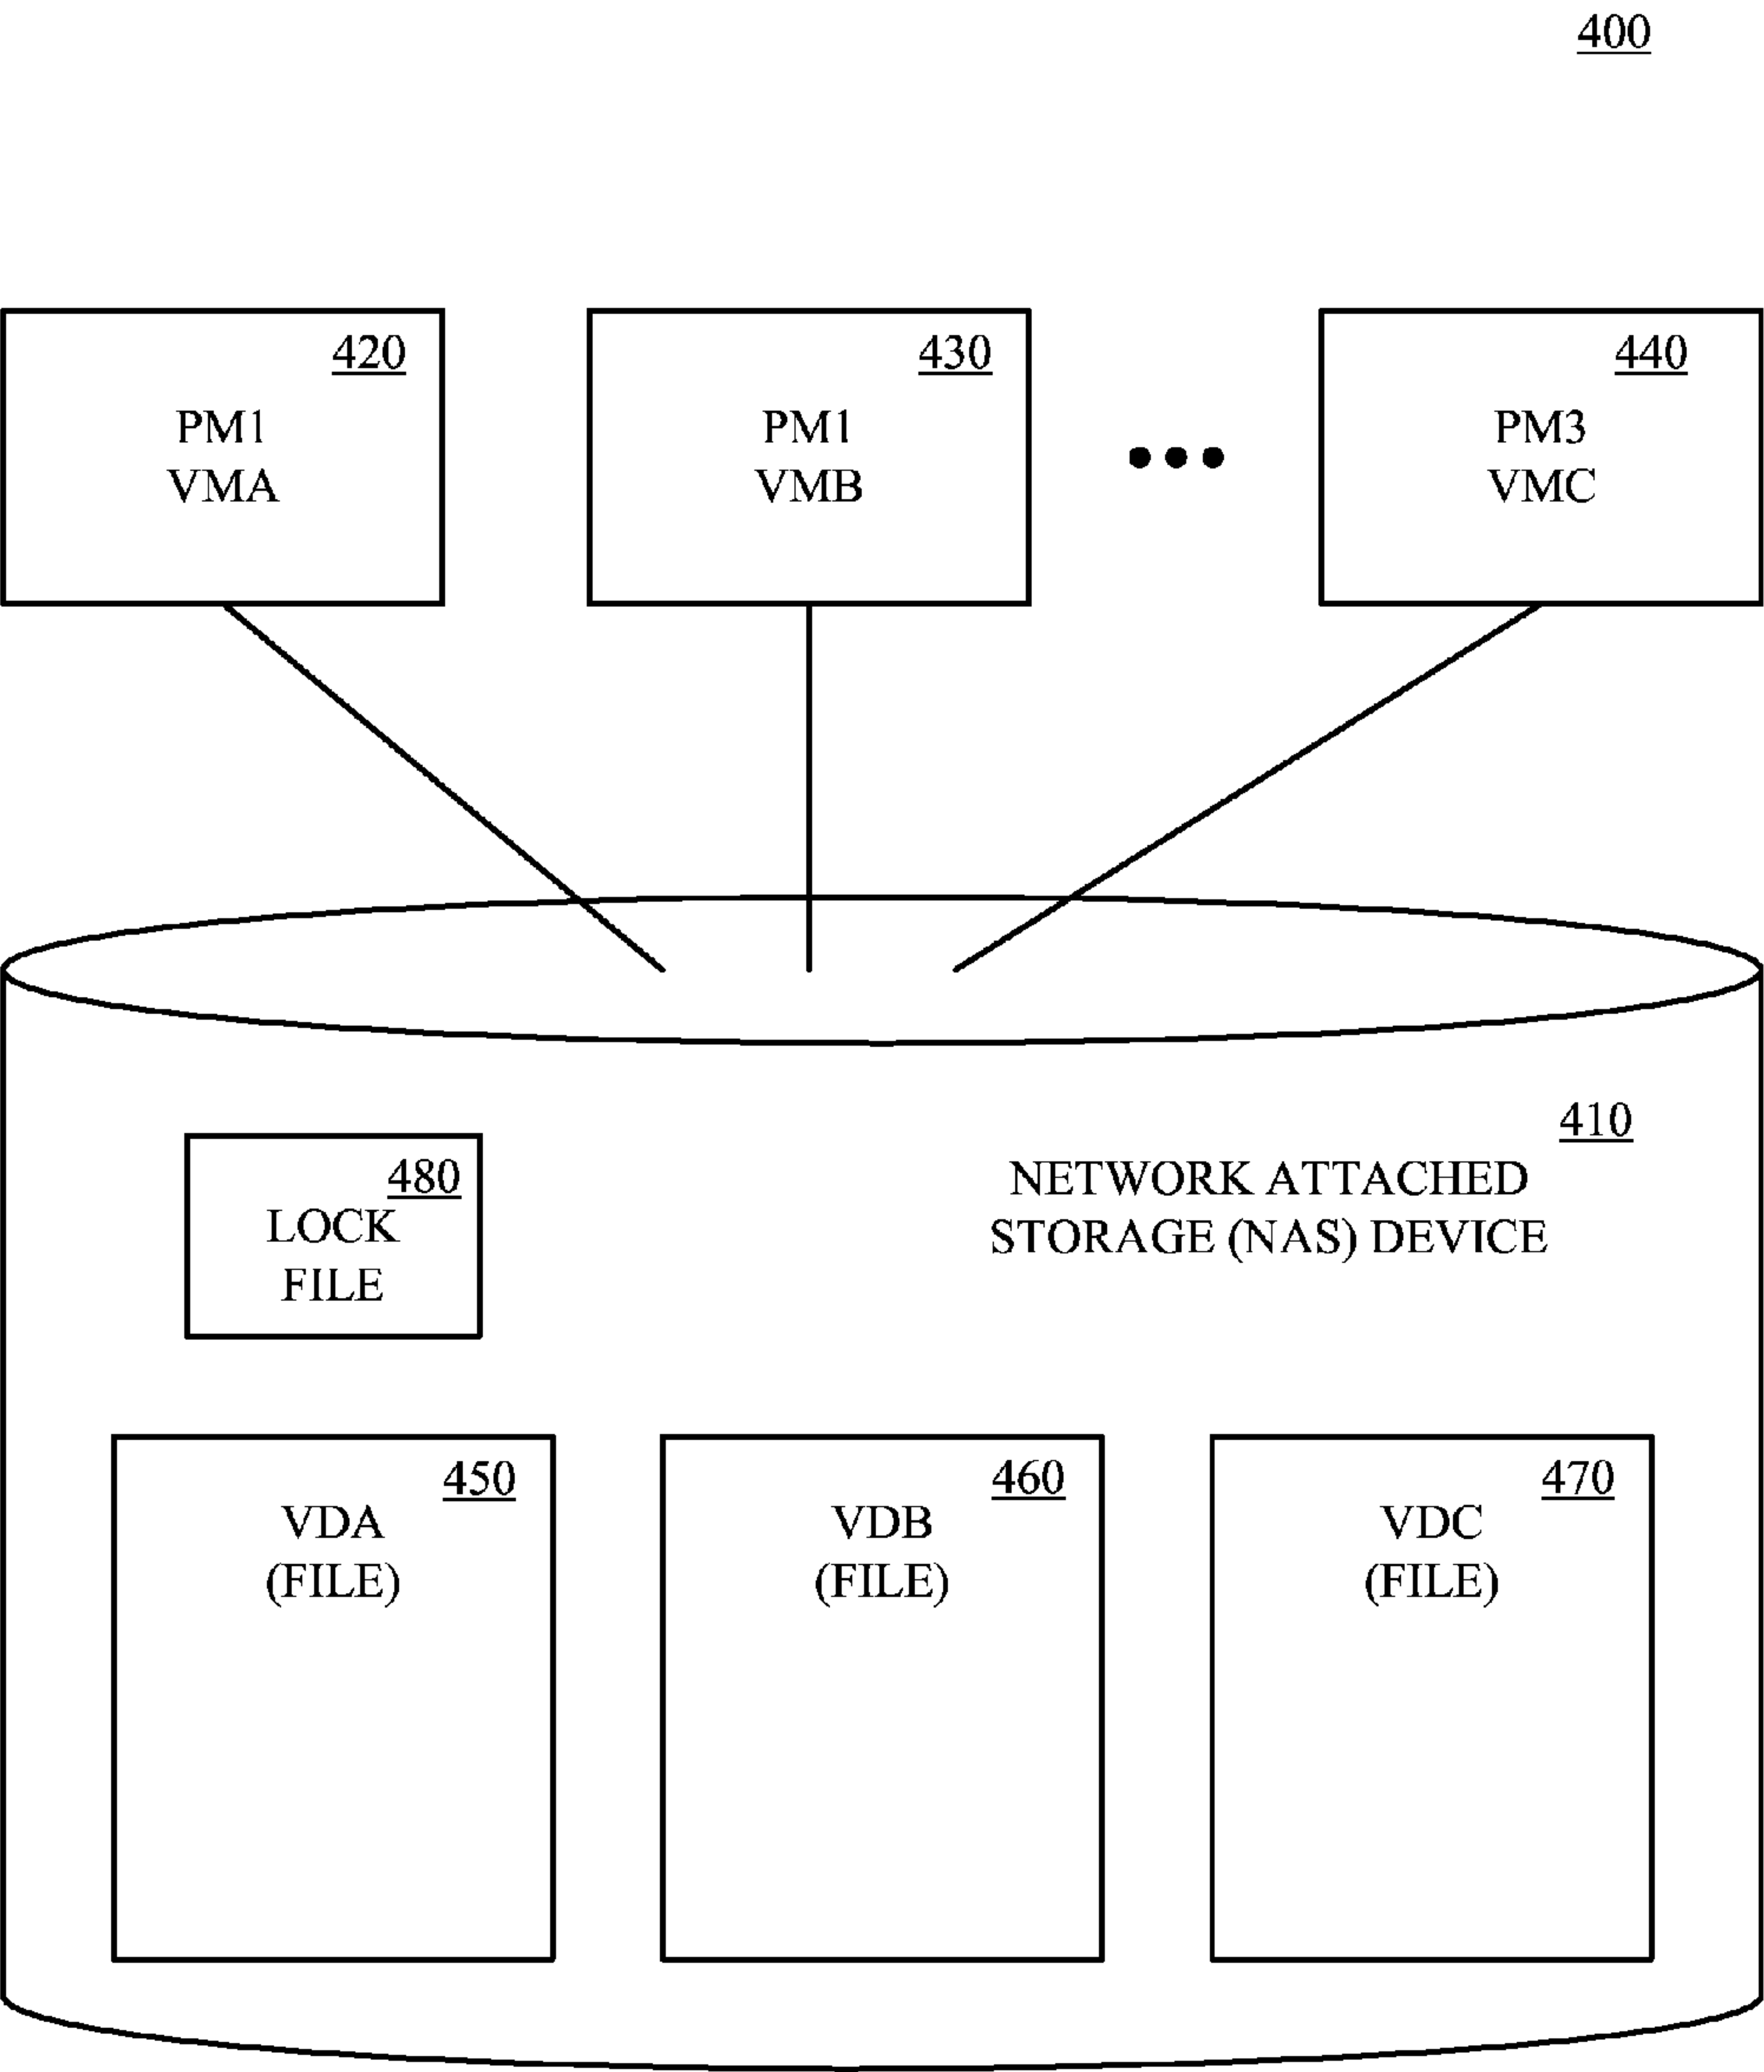 400
420
PM1
VMA
430
PM1
VMB
440
PM3
VMC
410
NETWORK ATTACHED
STORAGE (NAS) DEVICE
480
LOCK
FILE
450
VDA
(FILE)
460
VDB
(FILE)
470
VDC
(FILE)